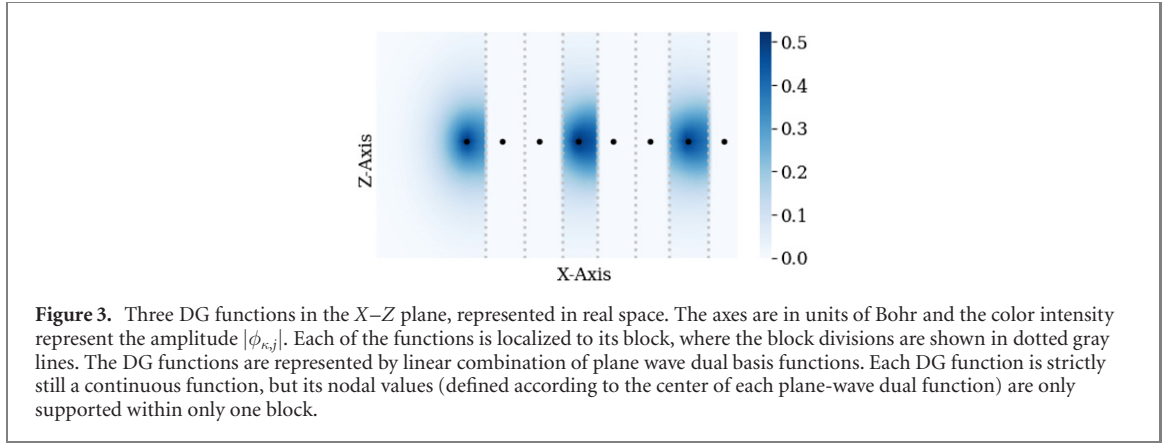 0.5
0.4
0.3
0.2
0.1
0.0
Z-Axis
X-Axis
Figure 3. Three DG functions in the X–Z plane, represented in real space. The axes are in units of Bohr and the color intensity
represent the amplitude |ϕκ,j|. Each of the functions is localized to its block, where the block divisions are shown in dotted gray
lines. The DG functions are represented by linear combination of plane wave dual basis functions. Each DG function is strictly
still a continuous function, but its nodal values (defined according to the center of each plane-wave dual function) are only
supported within only one block.